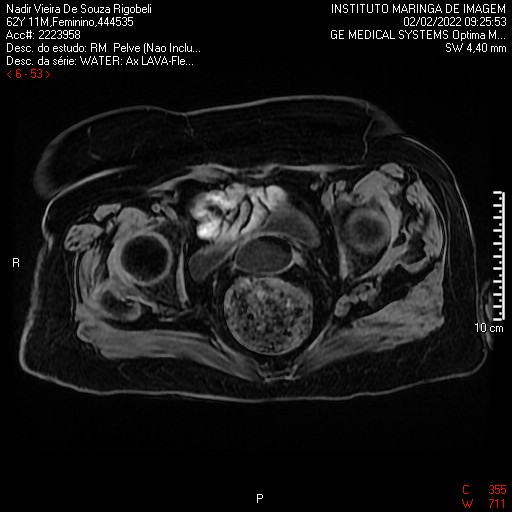 Nadir Vieira De Souza Rigobeli
62Y 11M,Feminino,444535
Acc#: 2223958
Desc. do estudo: RM Pelve (Nao Inclu...
Desc. da série: WATER: Ax LAVA-Fle...
< 6 - 53 >
INSTITUTO MARINGA DE IMAGEM
02/02/2022 09:25:53
GE MEDICAL SYSTEMS Optima M...
SW 4,40 mm
R
10 cm
P
C 355
W 711